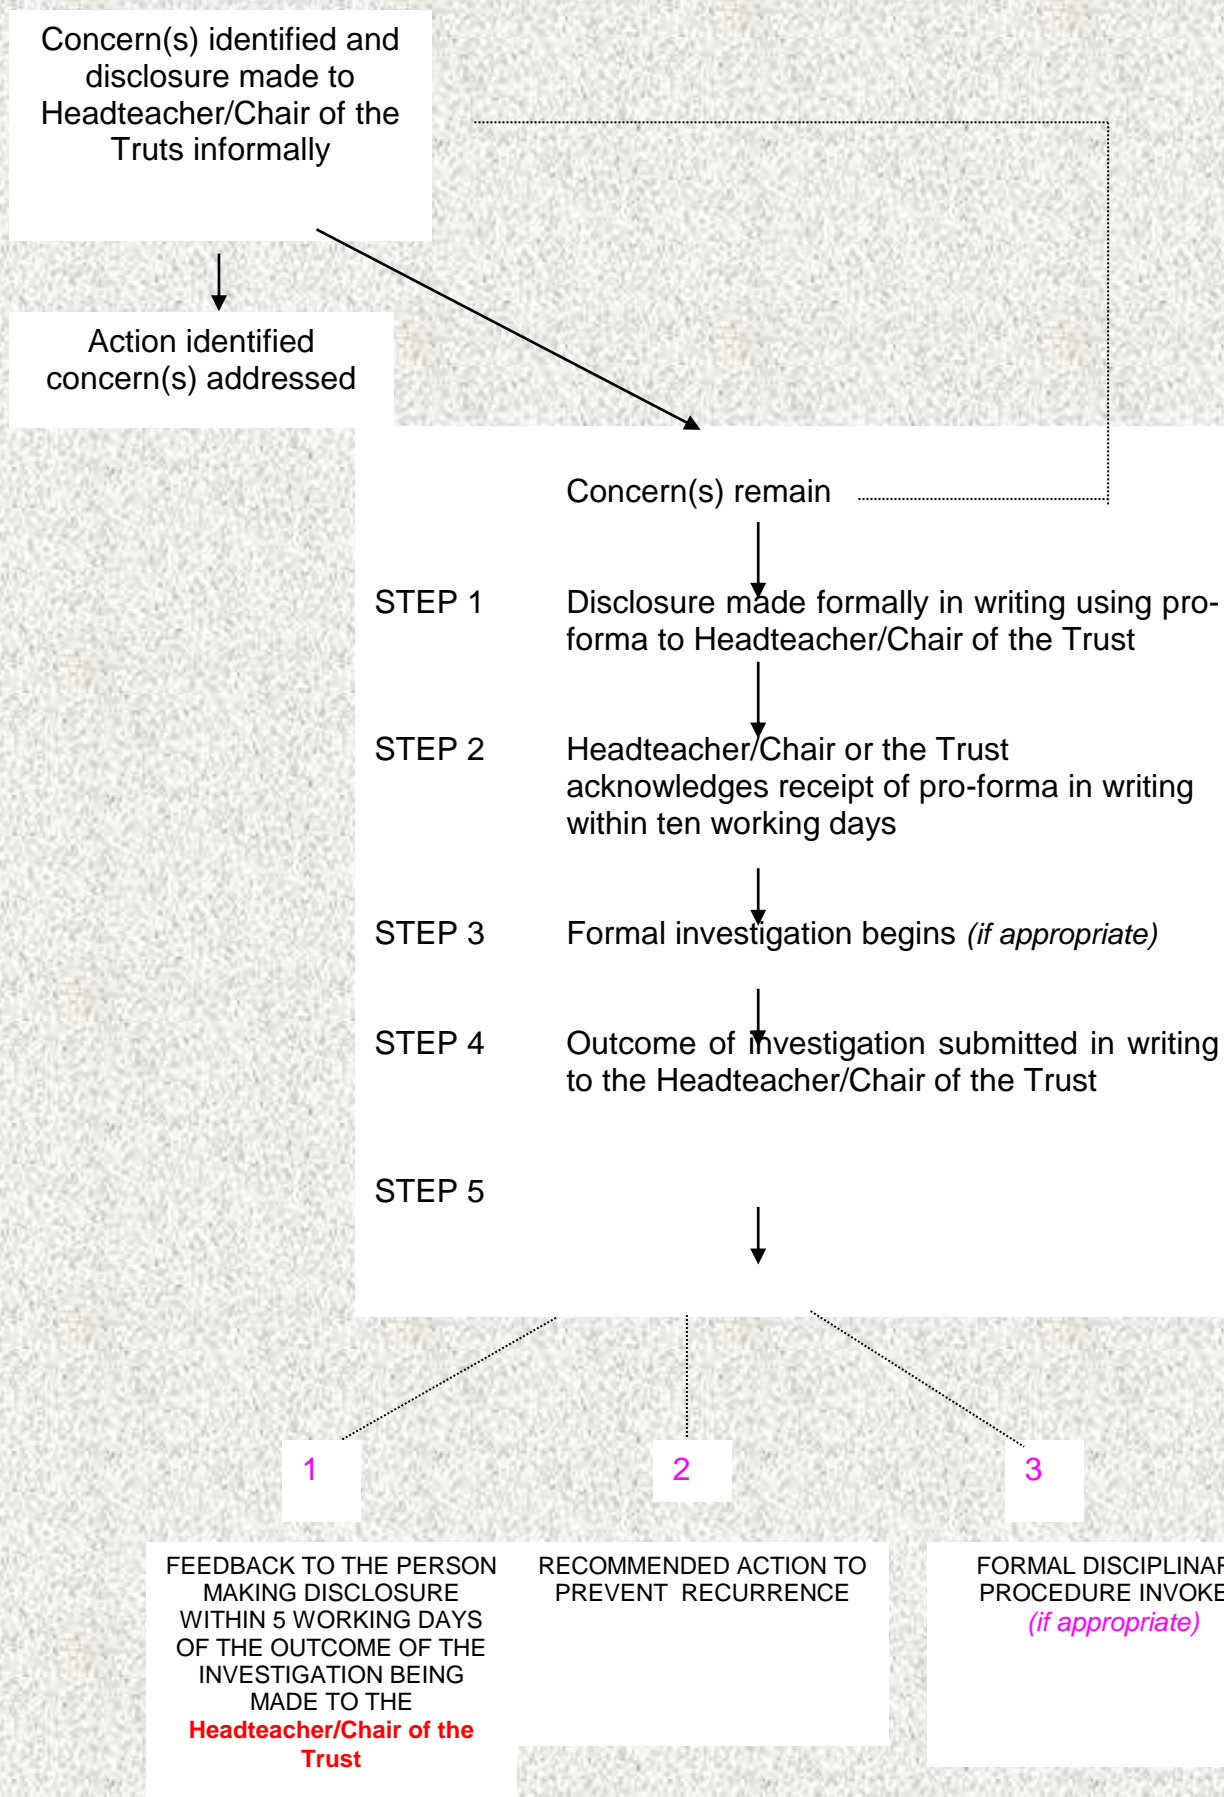 Concern(s) identified and
disclosure made to
Headteacher/Chair of the
Truts informally
Action identified
concern(s) addressed
Concern(s) remain
STEP 1 Disclosure made formally in writing using pro-
forma to Headteacher/Chair of the Trust
STEP 2 Headteacher/Chair or the Trust
acknowledges receipt of pro-forma in writing
within ten working days
STEP 3 Formal investigation begins (if appropriate)
STEP 4 Outcome of investigation submitted in writing
to the Headteacher/Chair of the Trust
STEP 5
1
2
3
FEEDBACK TO THE PERSON
MAKING DISCLOSURE
WITHIN 5 WORKING DAYS
OF THE OUTCOME OF THE
INVESTIGATION BEING
MADE TO THE
Headteacher/Chair of the
Trust
RECOMMENDED ACTION TO
PREVENT RECURRENCE
FORMAL
PROCEDURE
(if appropriate)